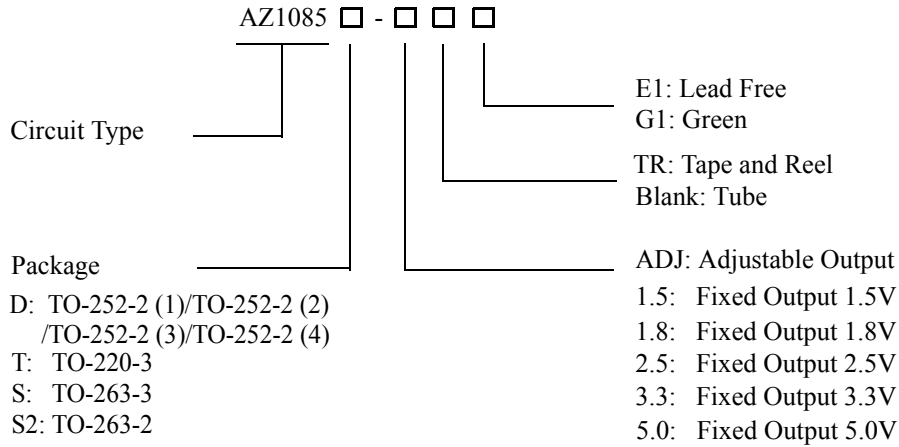 AZ1085 -
E1: Lead Free
G1: Green
Circuit Type
TR: Tape and Reel
Blank: Tube
Package
D: TO-252-2 (1)/TO-252-2 (2)
/TO-252-2 (3)/TO-252-2 (4)
T: TO-220-3
S: TO-263-3
S2: TO-263-2
ADJ: Adjustable Output
1.5: Fixed Output 1.5V
1.8: Fixed Output 1.8V
2.5: Fixed Output 2.5V
3.3: Fixed Output 3.3V
5.0: Fixed Output 5.0V